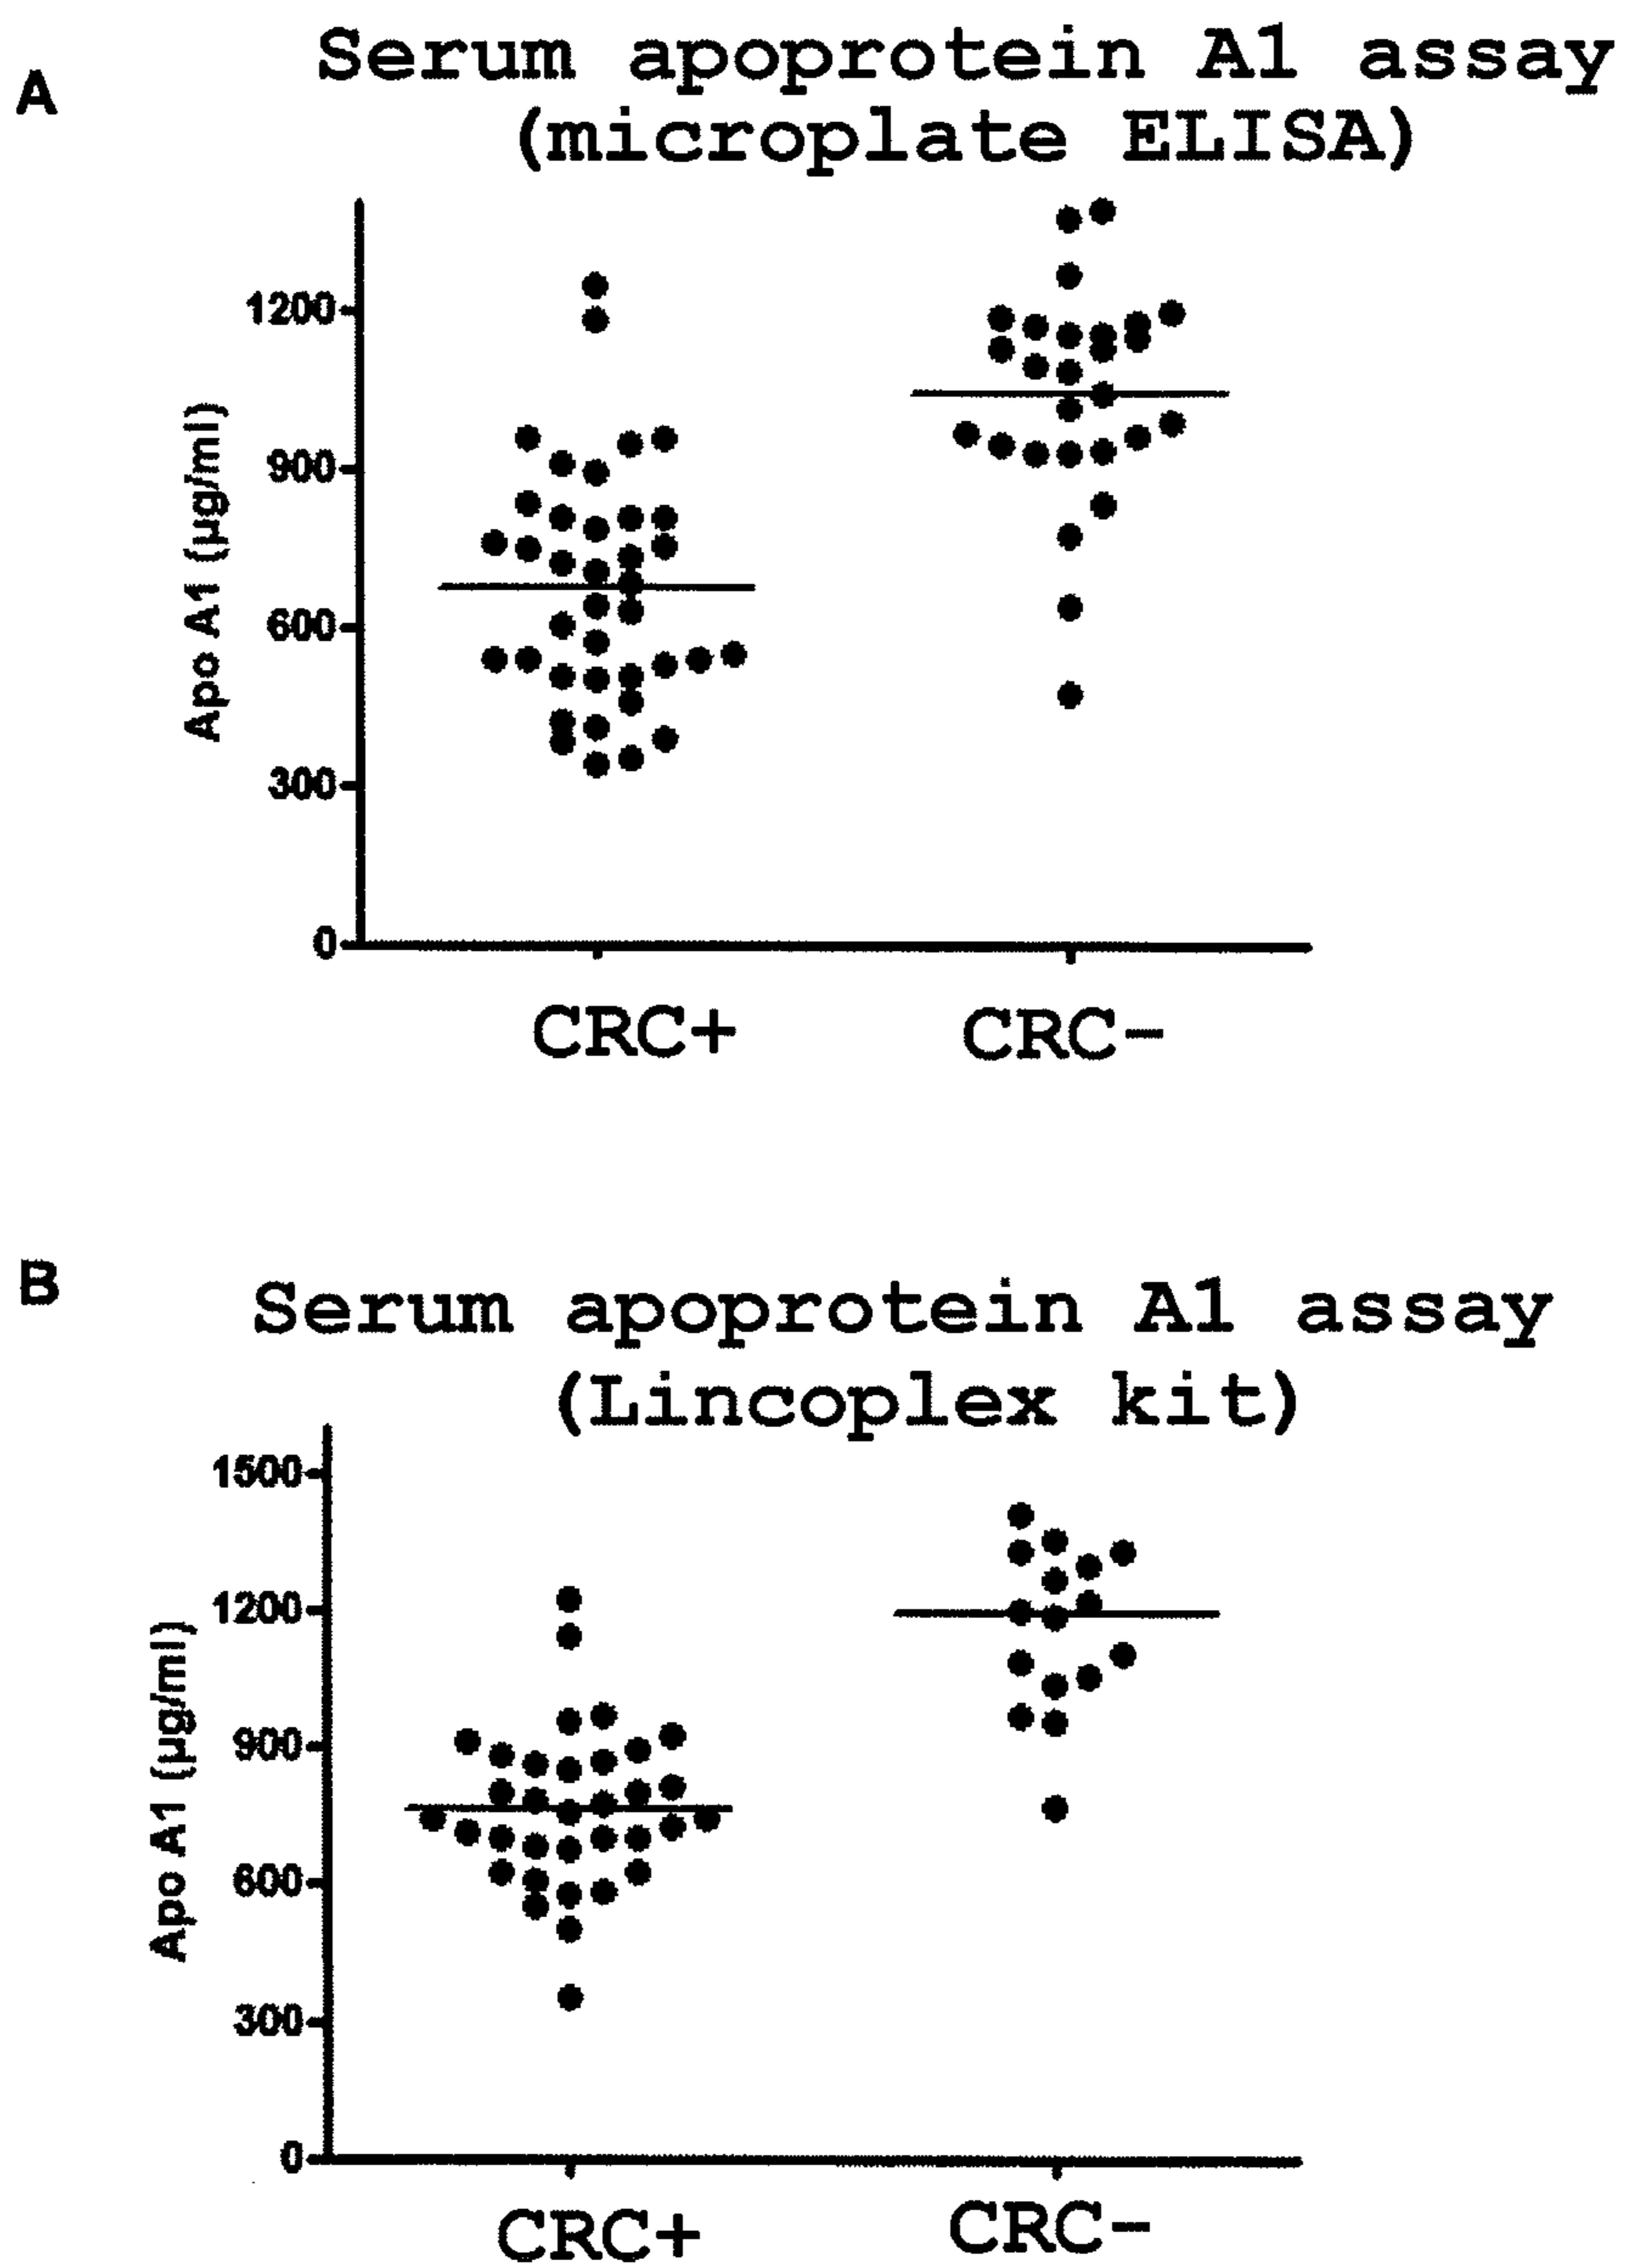 A
Serum apoprotein A1 assay
(microplate ELISA)
Apo A1 (µg/ml)
1200
900
600
300
0
CRC+
CRC-
B
Serum apoprotein A1 assay
(Lincoplex kit)
Apo A1 (µg/ml)
1500
1200
900
600
300
0
CRC+
CRC-